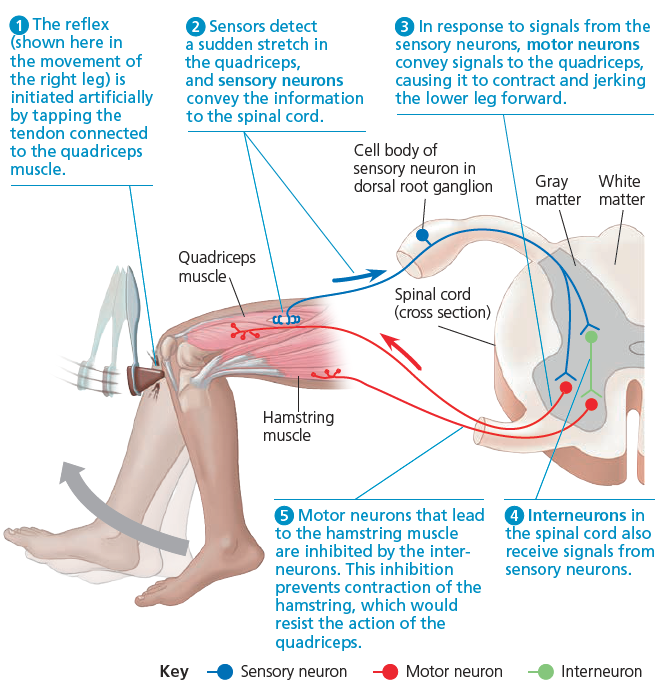 1 The reflex
(shown here in
the movement of
the right leg) is
initiated artificially
by tapping the
tendon connected
to the quadriceps
muscle.
2 Sensors detect
a sudden stretch in
the quadriceps,
and sensory neurons
convey the information
to the spinal cord.
3 In response to signals from the
sensory neurons, motor neurons
convey signals to the quadriceps,
causing it to contract and jerking
the lower leg forward.
Cell body of
sensory neuron in
dorsal root ganglion
Gray
matter
White
matter
Quadriceps
muscle
Spinal cord
(cross section)
Hamstring
muscle
5 Motor neurons that lead
to the hamstring muscle
are inhibited by the inter-
neurons. This inhibition
prevents contraction of the
hamstring, which would
resist the action of the
quadriceps.
4 Interneurons in
the spinal cord also
receive signals from
sensory neurons.
Key Sensory neuron Motor neuron Interneuron